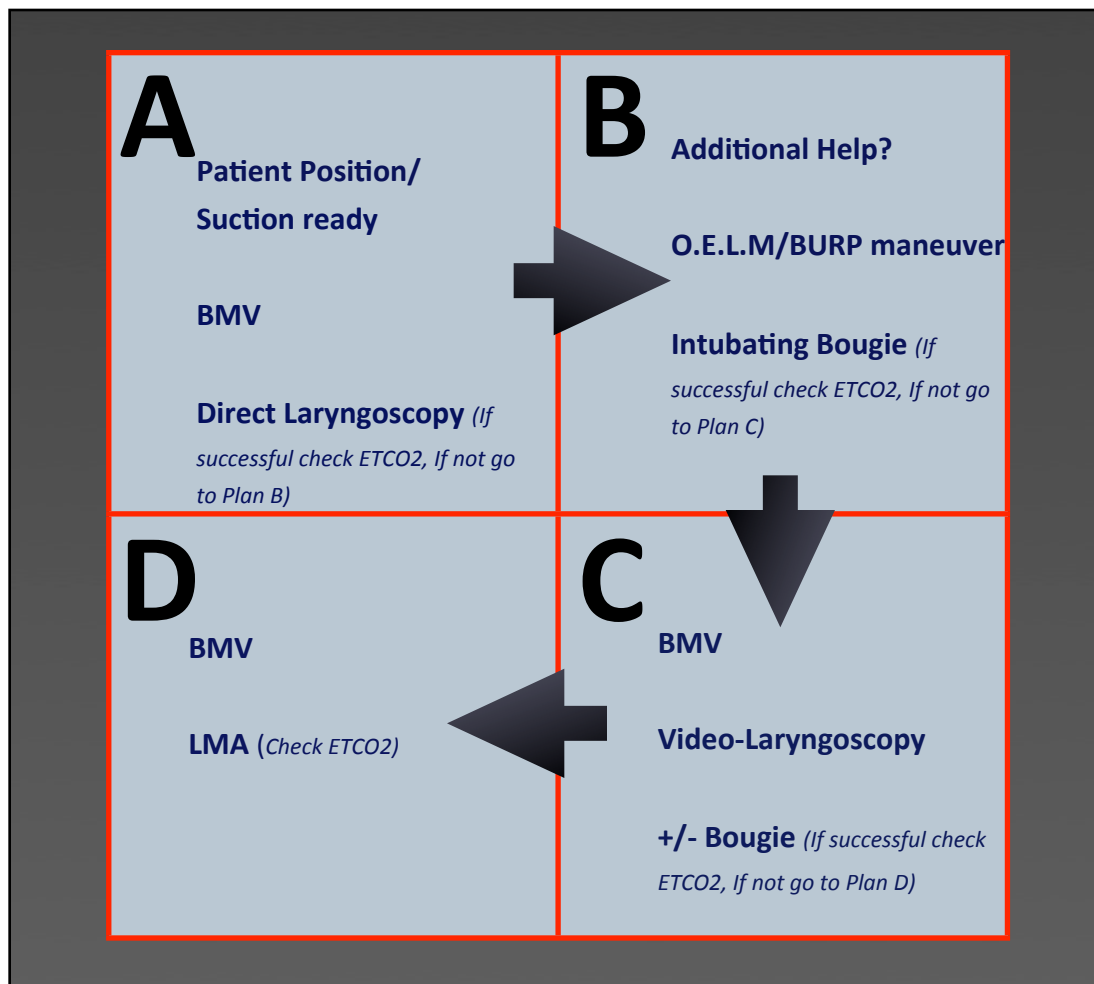 A
Patient Position/
Suction ready
BMV
Direct Laryngoscopy (If
successful check ETCO2, If not go
to Plan B)
B
Additional Help?
O.E.L.M/BURP maneuver
Intubating Bougie (If
successful check ETCO2, If not go
to Plan C)
C
BMV
Video-Laryngoscopy
+/- Bougie (If successful check
ETCO2, If not go to Plan D)
D
BMV
LMA (Check ETCO2)